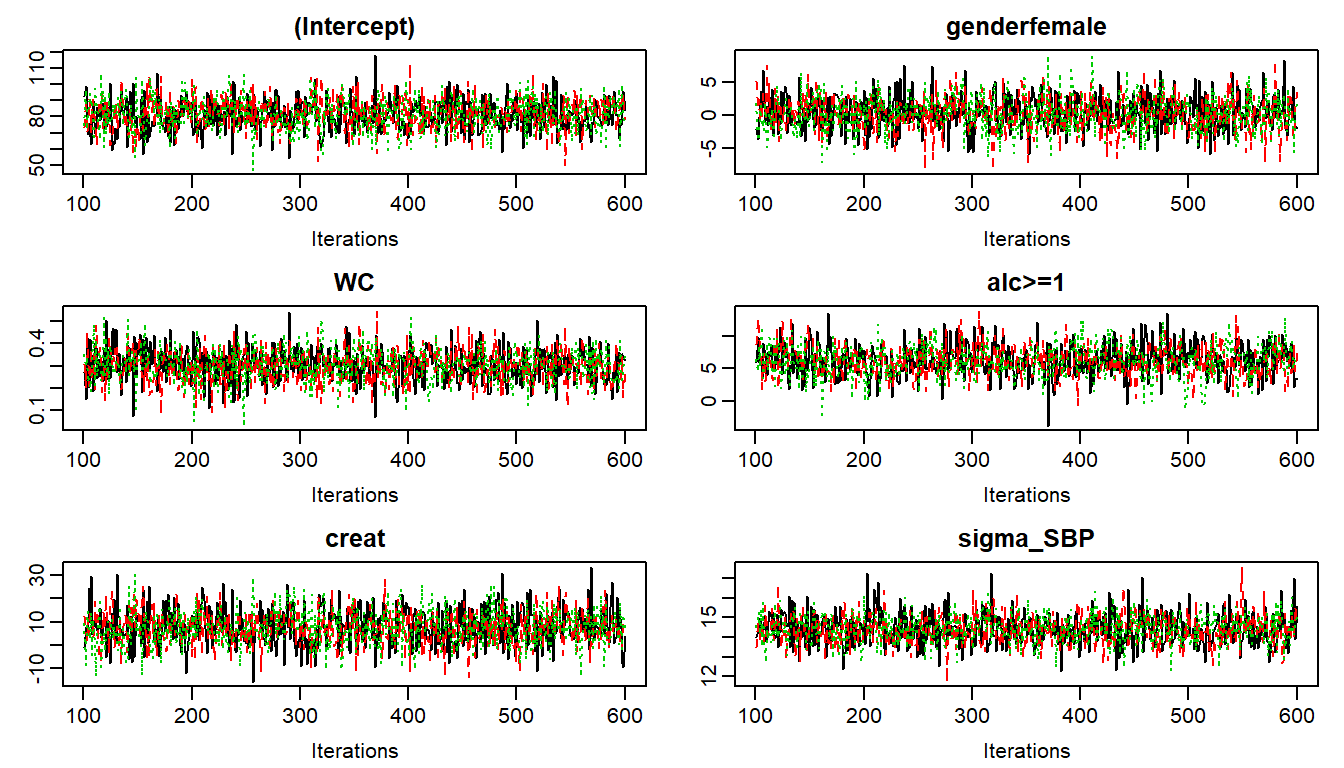 (Intercept)
110
80
50
100 200 300 400 500 600
Iterations
genderfemale
5
0
-5
100 200 300 400 500 600
Iterations
WC
0.4
0.1
100 200 300 400 500 600
Iterations
alc>=1
5
0
100 200 300 400 500 600
Iterations
creat
30
10
-10
100 200 300 400 500 600
Iterations
sigma_SBP
15
12
100 200 300 400 500 600
Iterations